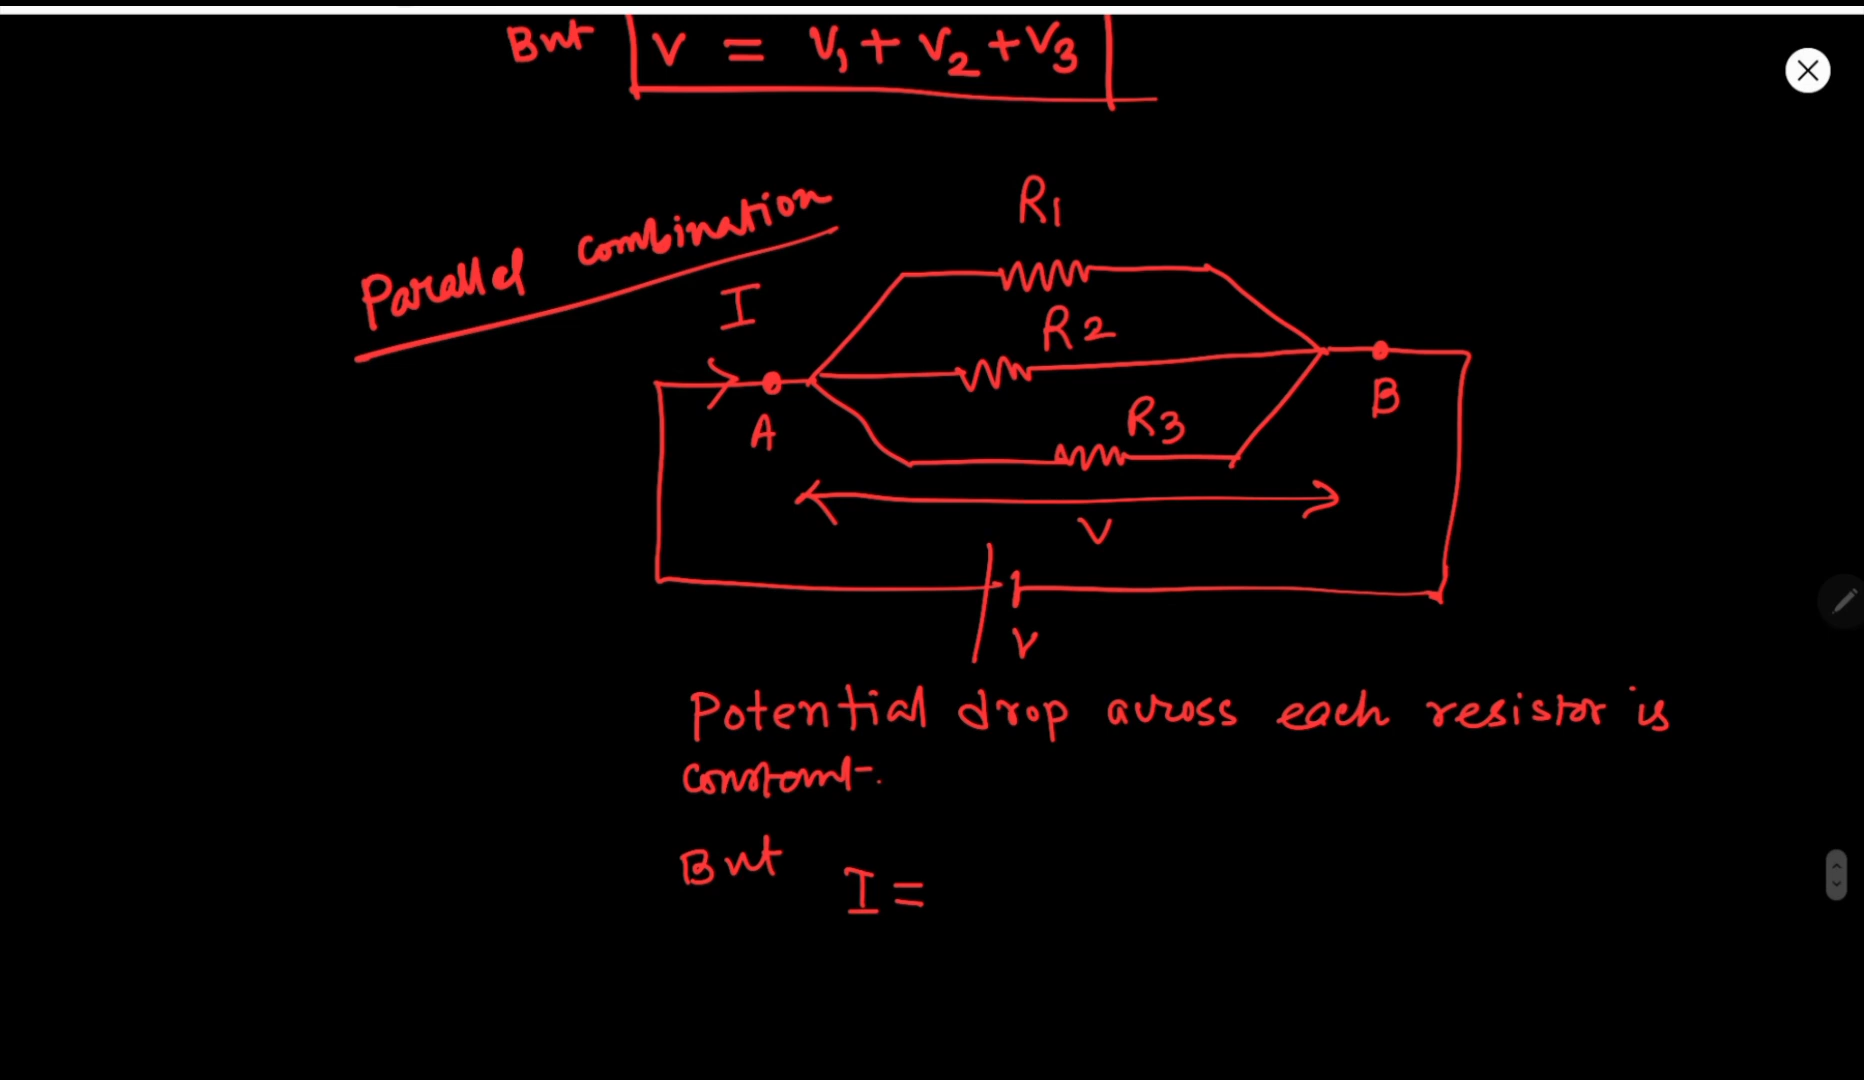 But V = V1 + V2 + V3
Parallel combination
R1
I
R2
A
R3
B
V
V
Potential drop across each resistor is
constant.
But I =